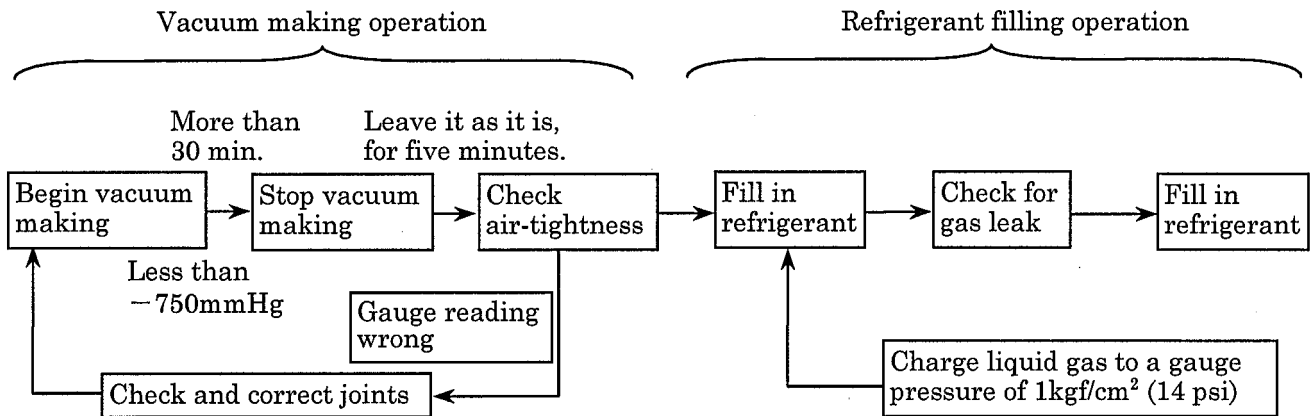 Vacuum making operation
Refrigerant filling operation
More than
30 min.
Leave it as it is,
for five minutes.
Begin vacuum
making
Stop vacuum
making
Check
air-tightness
Fill in
refrigerant
Check for
gas leak
Fill in
refrigerant
Less than
−750mmHg
Gauge reading
wrong
Check and correct joints
Charge liquid gas to a gauge
pressure of 1kgf/cm² (14 psi)